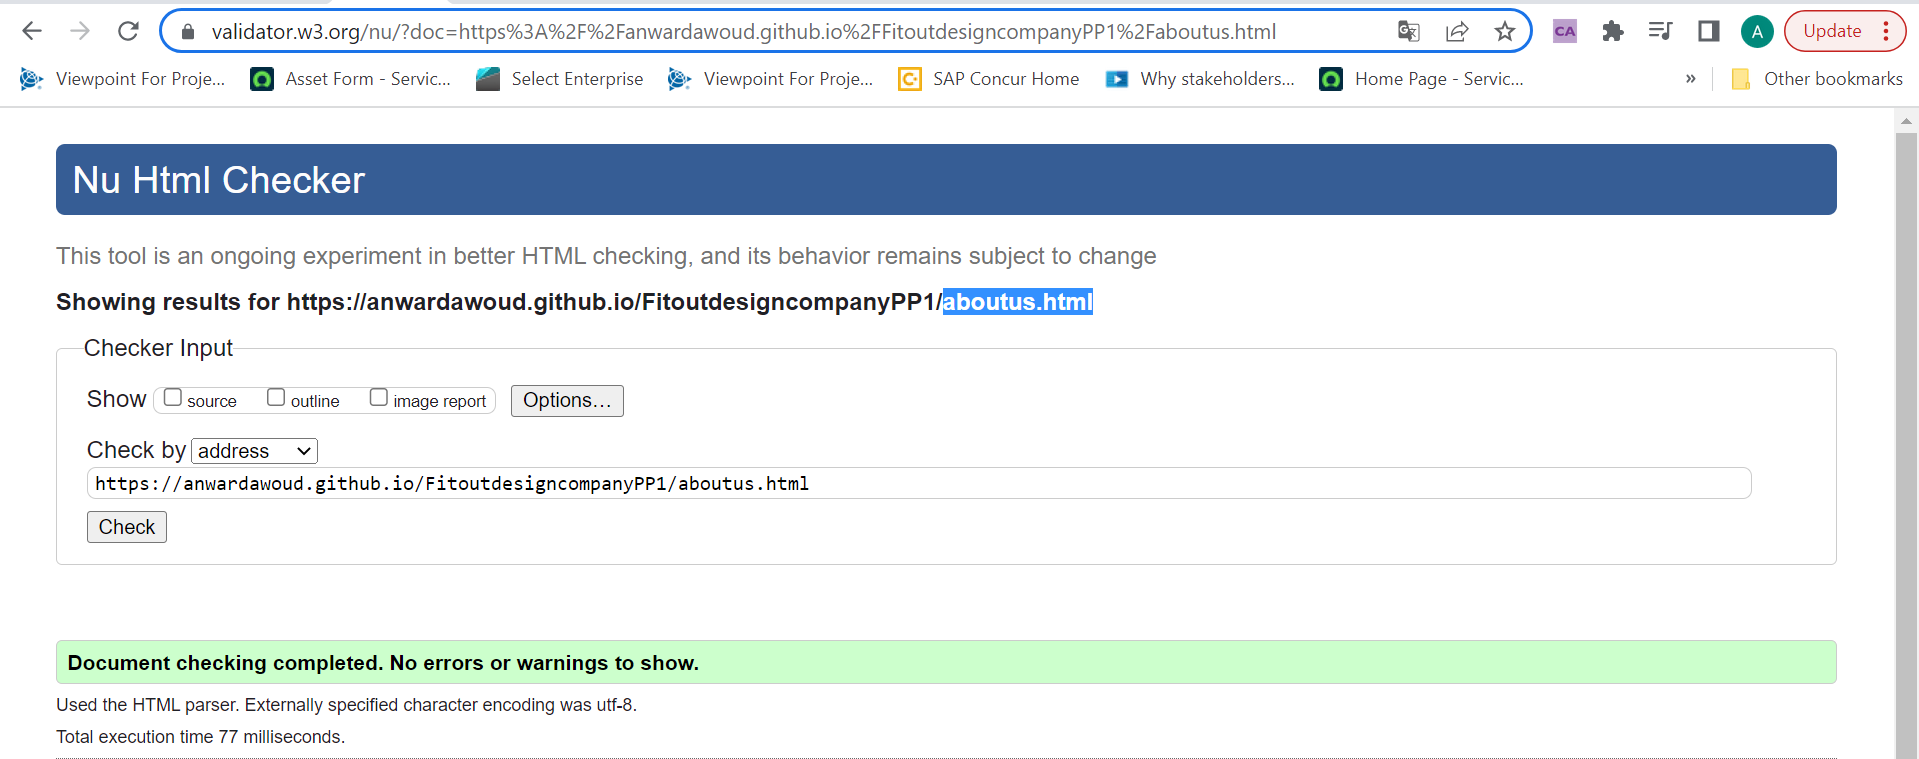 validator.w3.org/nu/?doc=https%3A%2F%2Fanwardawoud.github.io%2FFitoutdesigncompanyPP1%2Faboutus.html
CA
A
Update
Viewpoint For Proje...
Asset Form - Servic...
Select Enterprise
Viewpoint For Proje...
SAP Concur Home
Why stakeholders...
Home Page - Servic...
»
Other bookmarks
Nu Html Checker
This tool is an ongoing experiment in better HTML checking, and its behavior remains subject to change
Showing results for https://anwardawoud.github.io/FitoutdesigncompanyPP1/aboutus.html
Checker Input
Show source outline image report Options...
Check by address
https://anwardawoud.github.io/FitoutdesigncompanyPP1/aboutus.html
Check
Document checking completed. No errors or warnings to show.
Used the HTML parser. Externally specified character encoding was utf-8.
Total execution time 77 milliseconds.